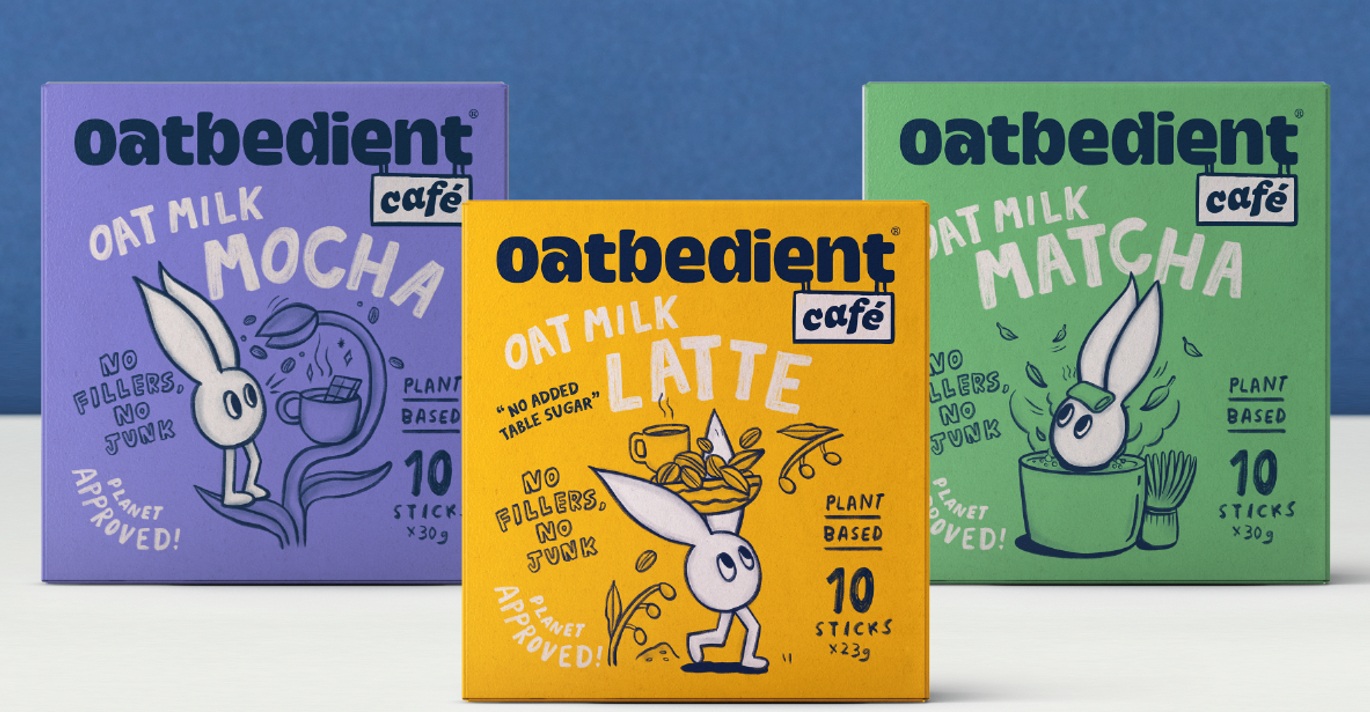 oatbedient®
café
OAT MILK
MOCHA
NO
FILLERS,
NO
JUNK
PLANT
BASED
10
STICKS
x30g
PLANET
APPROVED!
oatbedient®
café
OAT MILK
LATTE
"NO ADDED
TABLE SUGAR"
NO
FILLERS,
NO
JUNK
PLANT
BASED
10
STICKS
x23g
PLANET
APPROVED!
oatbedient®
café
OAT MILK
MATCHA
NO
FILLERS,
NO
JUNK
PLANT
BASED
10
STICKS
x30g
PLANET
APPROVED!